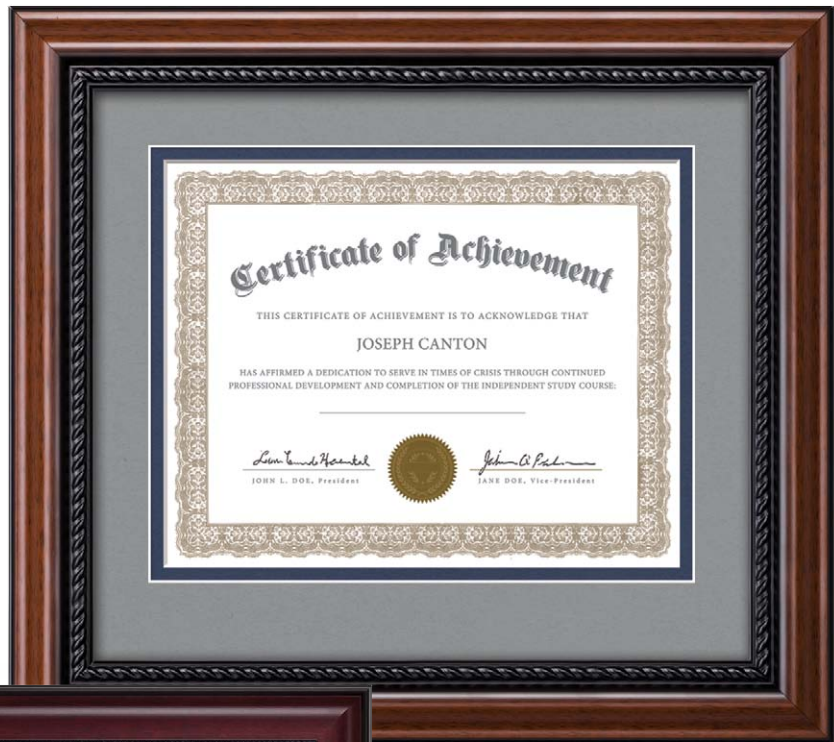 Certificate of Achievement
THIS CERTIFICATE OF ACHIEVEMENT IS TO ACKNOWLEDGE THAT
JOSEPH CANTON
HAS AFFIRMED A DEDICATION TO SERVE IN TIMES OF CRISIS THROUGH CONTINUED
PROFESSIONAL DEVELOPMENT AND COMPLETION OF THE INDEPENDENT STUDY COURSE:
JOHN L. DOE, President
JANE DOE, Vice-President